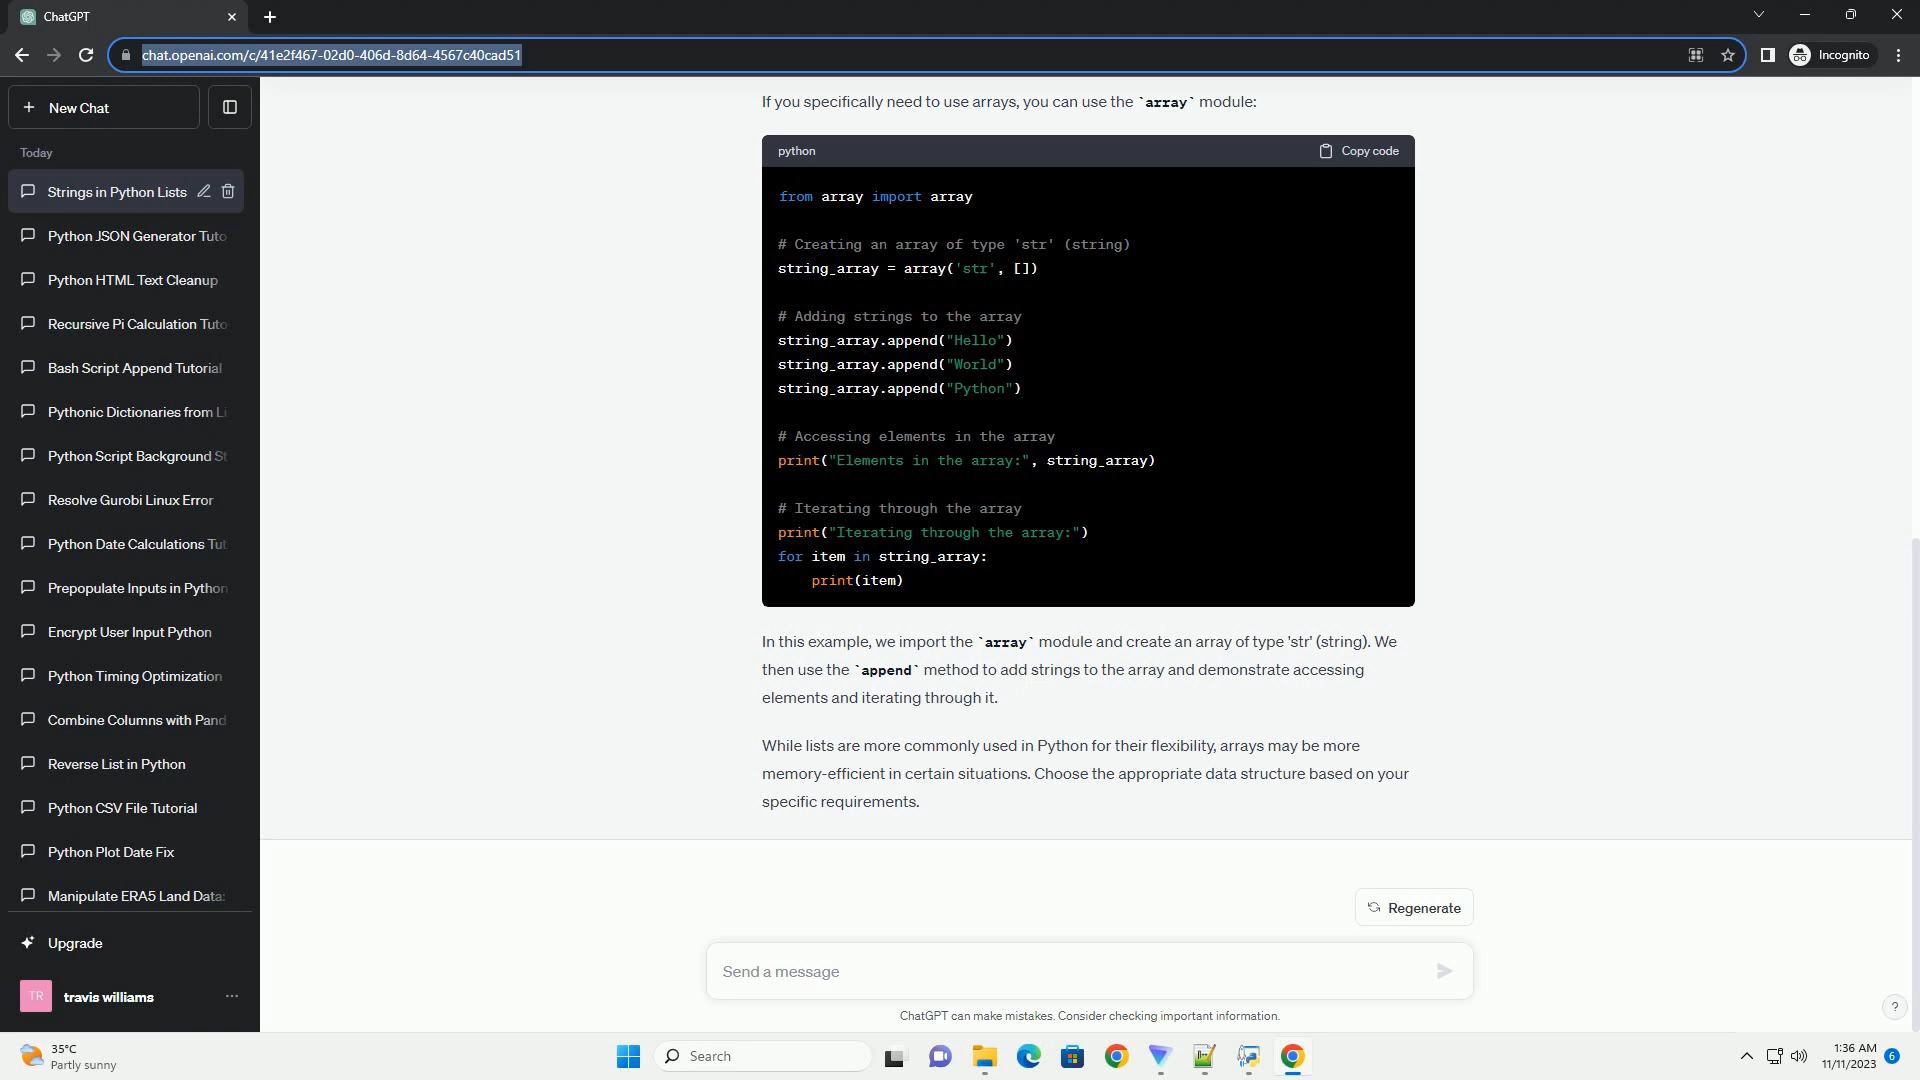 ChatGPT
chat.openai.com/c/41e2f467-02d0-406d-8d64-4567c40cad51
Incognito
New Chat
Today
Strings in Python Lists
Python JSON Generator Tuto
Python HTML Text Cleanup
Recursive Pi Calculation Tuto
Bash Script Append Tutorial
Pythonic Dictionaries from Li
Python Script Background St
Resolve Gurobi Linux Error
Python Date Calculations Tut
Prepopulate Inputs in Python
Encrypt User Input Python
Python Timing Optimization
Combine Columns with Pand
Reverse List in Python
Python CSV File Tutorial
Python Plot Date Fix
Manipulate ERA5 Land Data:
Upgrade
TR travis williams
If you specifically need to use arrays, you can use the `array` module:
python Copy code
from array import array
# Creating an array of type 'str' (string)
string_array = array('str', [])
# Adding strings to the array
string_array.append("Hello")
string_array.append("World")
string_array.append("Python")
# Accessing elements in the array
print("Elements in the array:", string_array)
# Iterating through the array
print("Iterating through the array:")
for item in string_array:
    print(item)
In this example, we import the `array` module and create an array of type 'str' (string). We
then use the `append` method to add strings to the array and demonstrate accessing
elements and iterating through it.
While lists are more commonly used in Python for their flexibility, arrays may be more
memory-efficient in certain situations. Choose the appropriate data structure based on your
specific requirements.
Regenerate
Send a message
ChatGPT can make mistakes. Consider checking important information.
?
35°C
Partly sunny
Search
1:36 AM
11/11/2023
6